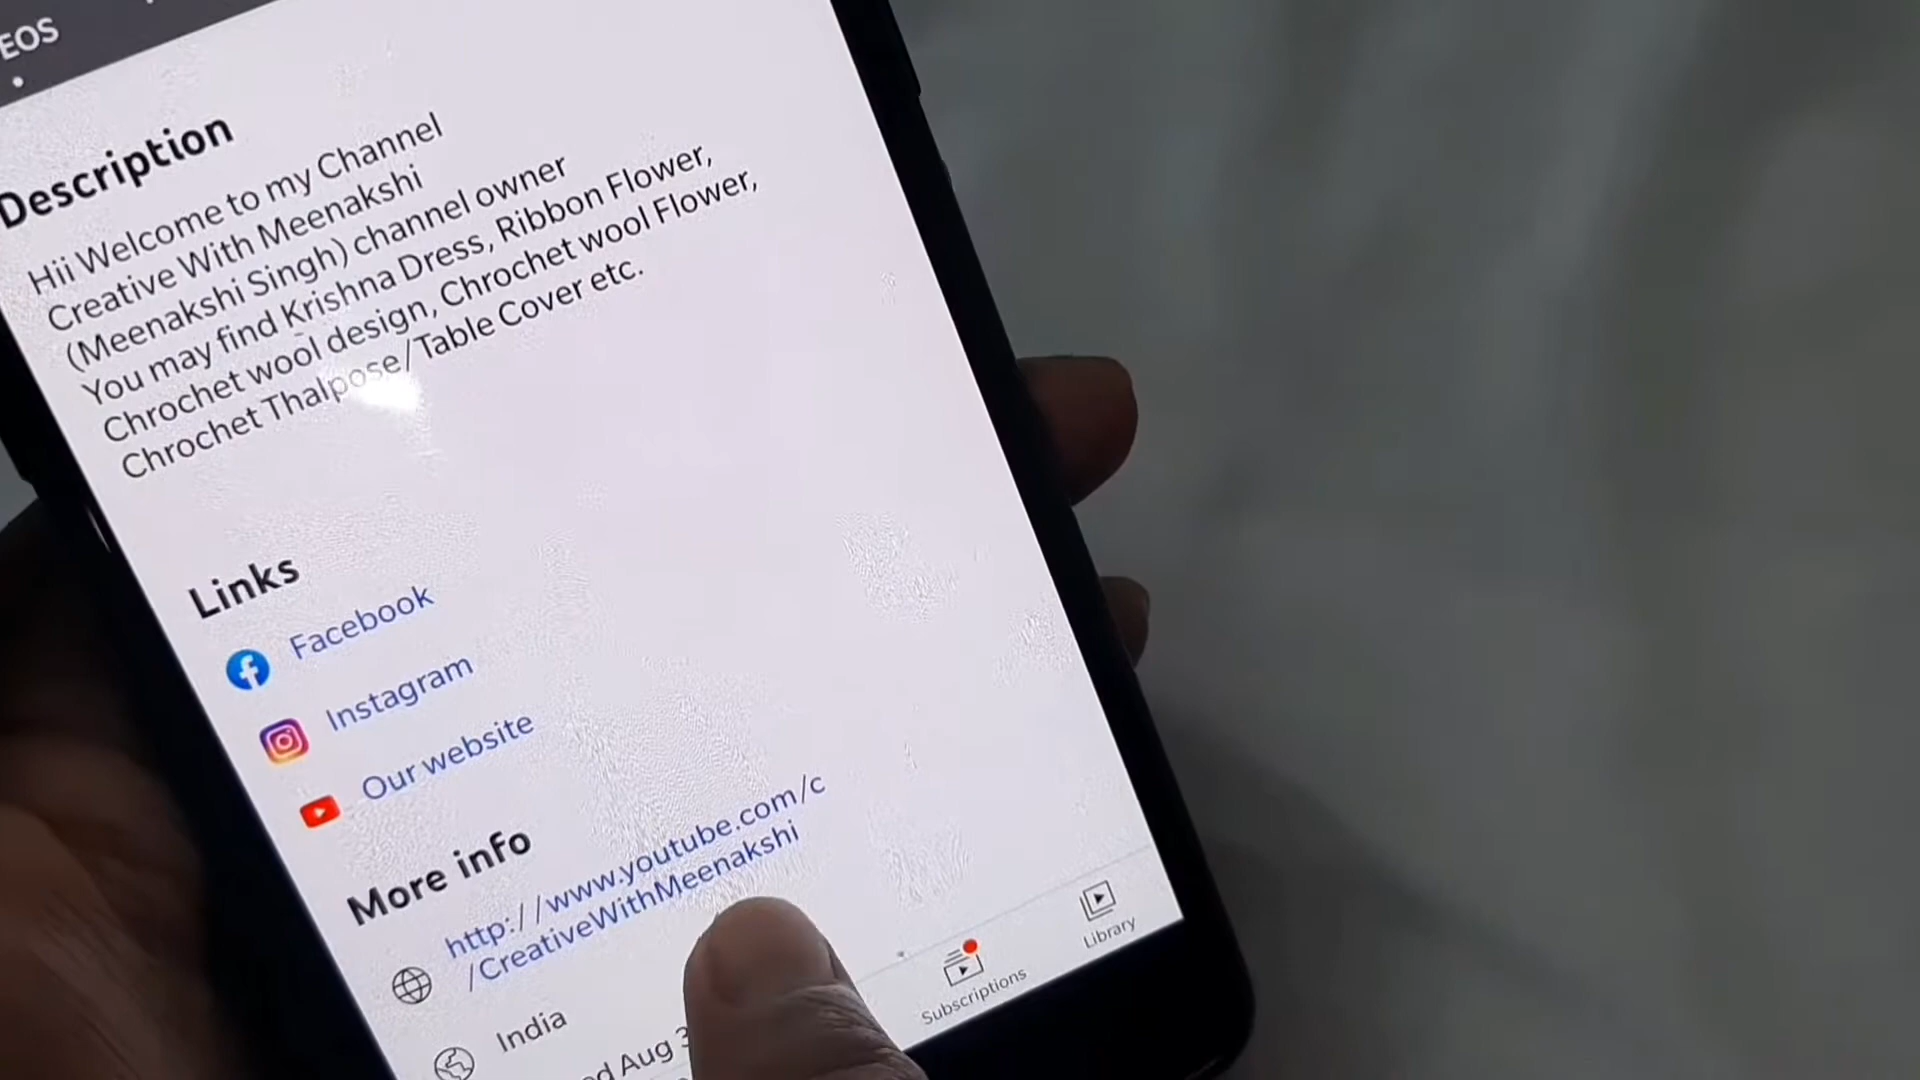 EOS
Description
Hii Welcome to my Channel
Creative With Meenakshi
(Meenakshi Singh) channel owner
You may find Krishna Dress, Ribbon Flower,
Chrochet wool design, Chrochet wool Flower,
Chrochet Thalpose/Table Cover etc.
Links
Facebook
Instagram
Our website
More info
http://www.youtube.com/c
/CreativeWithMeenakshi
India
Aug
Subscriptions
Library